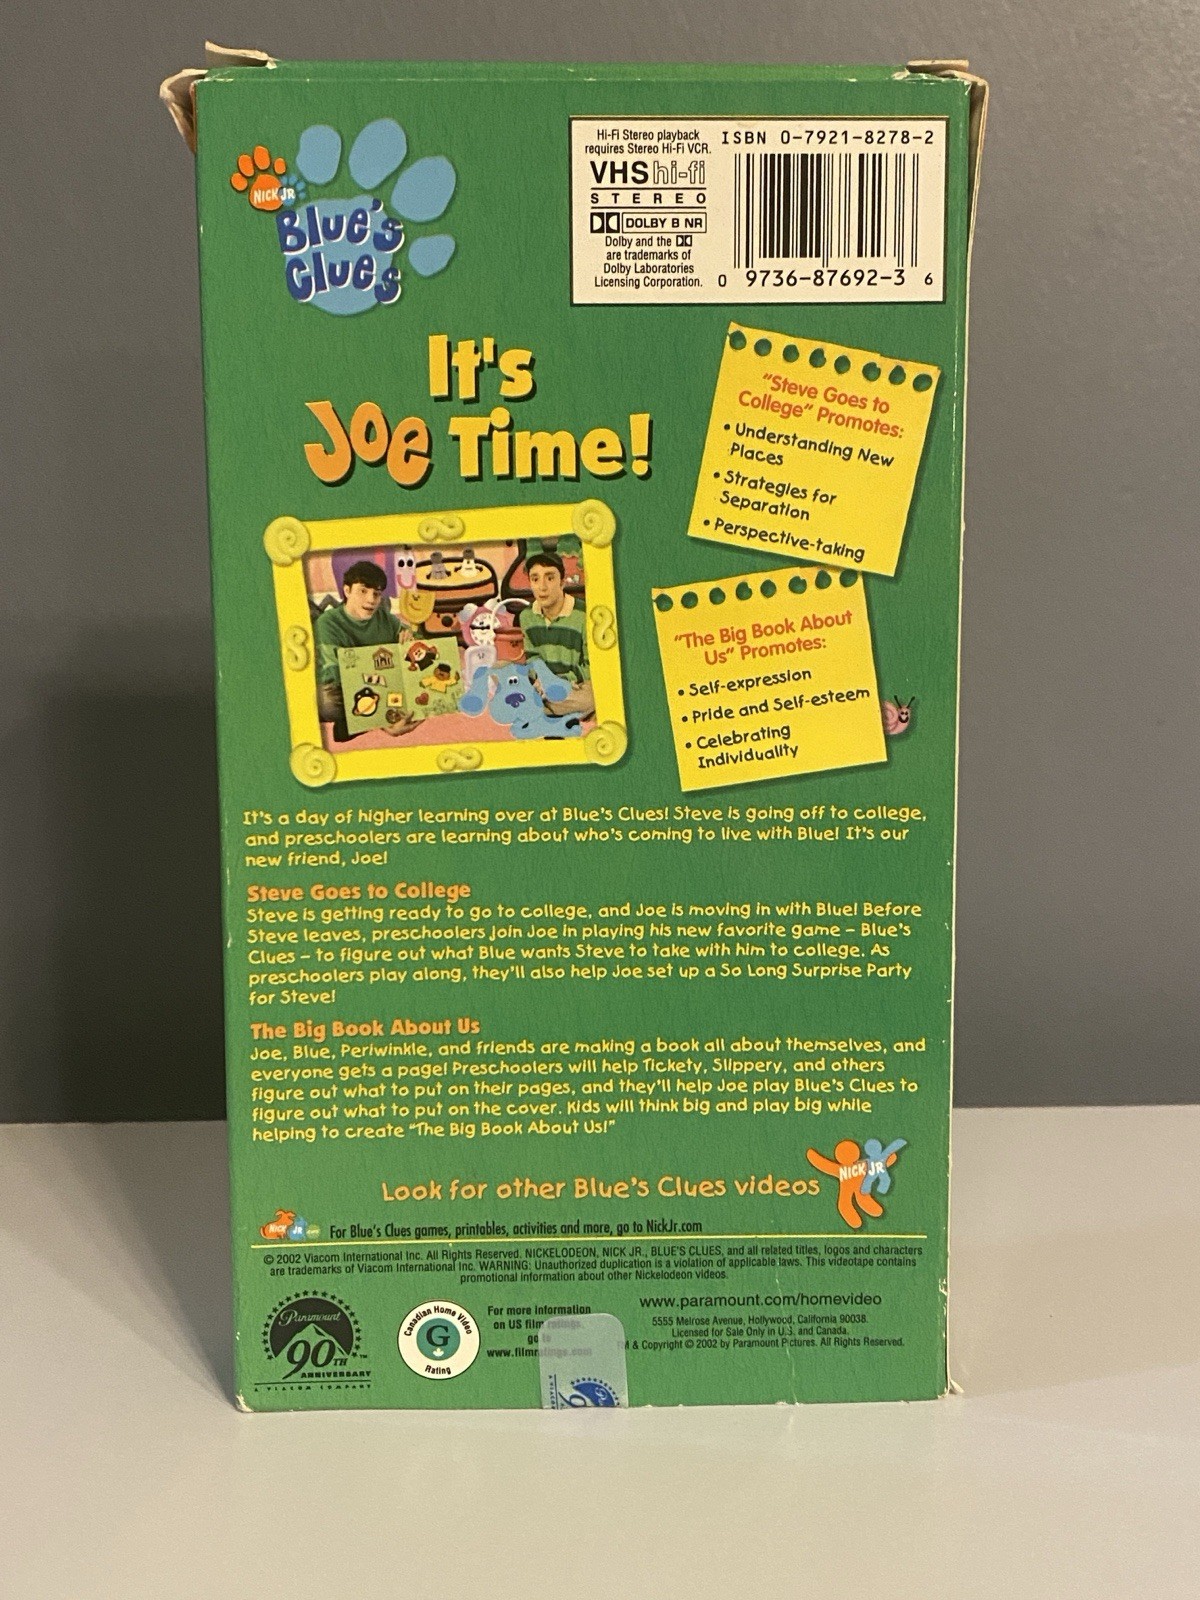 NICK JR
Blue's
Clues
Hi-Fi Stereo playback
requires Stereo Hi-Fi VCR.
VHS hi-fi
STEREO
DOLBY B NR
Dolby and the
are trademarks of
Dolby Laboratories
Licensing Corporation.
ISBN 0-7921-8278-2
0 9736-87692-3 6
It's
Joe Time!
"Steve Goes to
College" Promotes:
• Understanding New
Places
• Strategies for
Separation
• Perspective-taking
"The Big Book About
Us" Promotes:
• Self-expression
• Pride and Self-esteem
• Celebrating
Individuality
It's a day of higher learning over at Blue's Clues! Steve is going off to college,
and preschoolers are learning about who's coming to live with Blue! It's our
new friend, Joe!
Steve Goes to College
Steve is getting ready to go to college, and Joe is moving in with Blue! Before
Steve leaves, preschoolers join Joe in playing his new favorite game – Blue's
Clues – to figure out what Blue wants Steve to take with him to college. As
preschoolers play along, they'll also help Joe set up a So Long Surprise Party
for Steve!
The Big Book About Us
Joe, Blue, Periwinkle, and friends are making a book all about themselves, and
everyone gets a page! Preschoolers will help Tickety, Slippery, and others
figure out what to put on their pages, and they'll help Joe play Blue's Clues to
figure out what to put on the cover. Kids will think big and play big while
helping to create "The Big Book About Us!"
Look for other Blue's Clues videos
NICK JR
NICK JR
For Blue's Clues games, printables, activities and more, go to NickJr.com
© 2002 Viacom International Inc. All Rights Reserved. NICKELODEON, NICK JR., BLUE'S CLUES, and all related titles, logos and characters
are trademarks of Viacom International Inc. WARNING: Unauthorized duplication is a violation of applicable laws. This videotape contains
promotional information about other Nickelodeon videos.
Paramount
90TH
ANNIVERSARY
A VIACOM COMPANY
Canadian Home Video
G
Rating
For more information
on US film ratings,
go to
www.filmratings.com
www.paramount.com/homevideo
5555 Melrose Avenue, Hollywood, California 90038.
Licensed for Sale Only in U.S. and Canada.
& Copyright © 2002 by Paramount Pictures. All Rights Reserved.